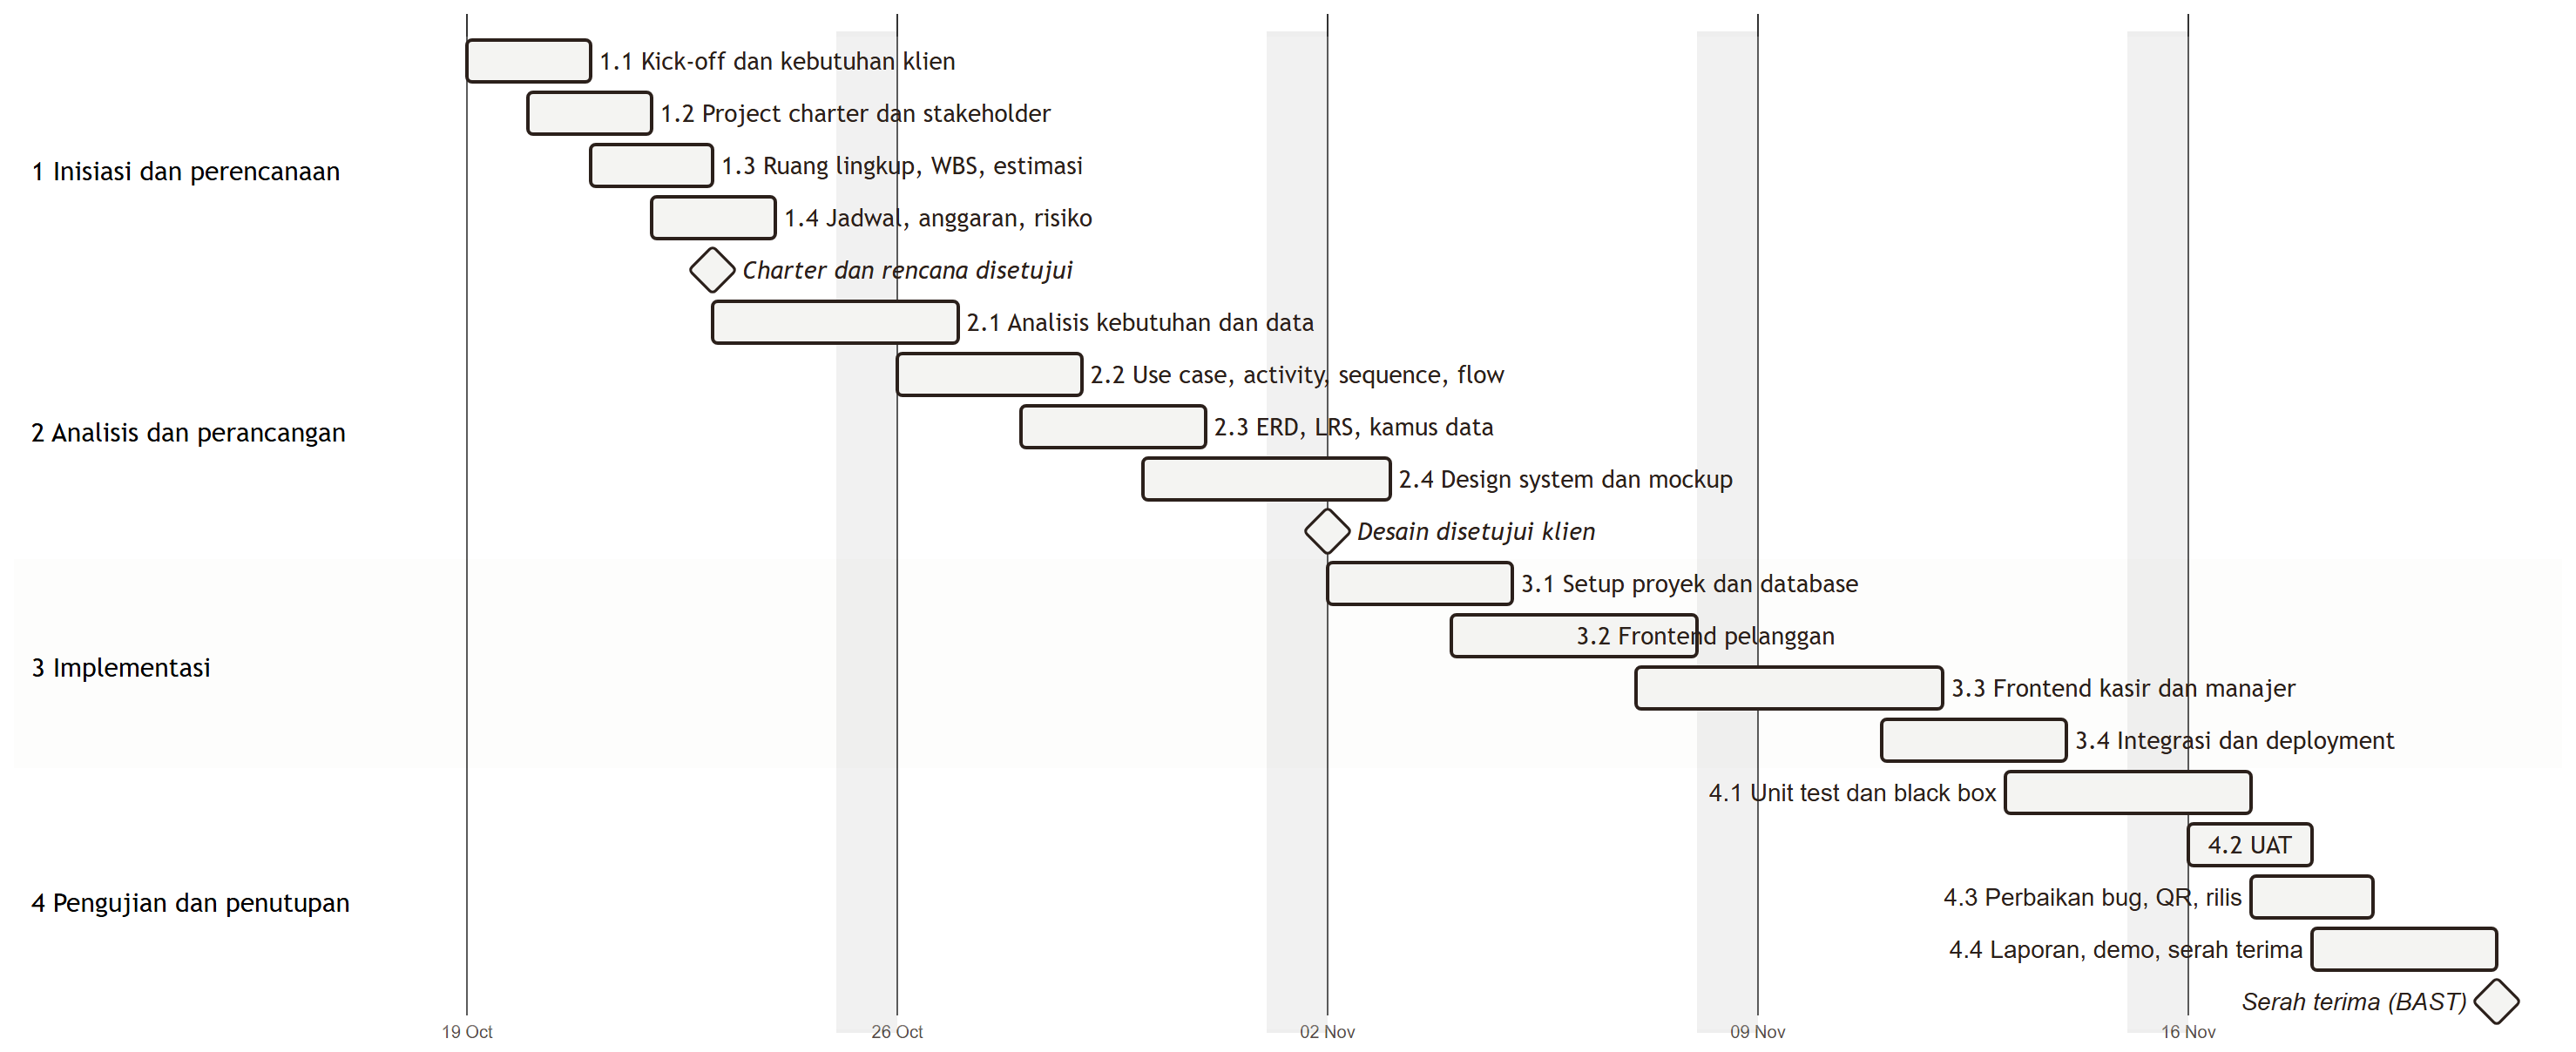 1.1 Kick-off dan kebutuhan klien
1.2 Project charter dan stakeholder
1 Inisiasi dan perencanaan
1.3 Ruang lingkup, WBS, estimasi
1.4 Jadwal, anggaran, risiko
Charter dan rencana disetujui
2.1 Analisis kebutuhan dan data
2.2 Use case, activity, sequence, flow
2 Analisis dan perancangan
2.3 ERD, LRS, kamus data
2.4 Design system dan mockup
Desain disetujui klien
3.1 Setup proyek dan database
3.2 Frontend pelanggan
3 Implementasi
3.3 Frontend kasir dan manajer
3.4 Integrasi dan deployment
4.1 Unit test dan black box
4.2 UAT
4 Pengujian dan penutupan
4.3 Perbaikan bug, QR, rilis
4.4 Laporan, demo, serah terima
Serah terima (BAST)
19 Oct
26 Oct
02 Nov
09 Nov
16 Nov